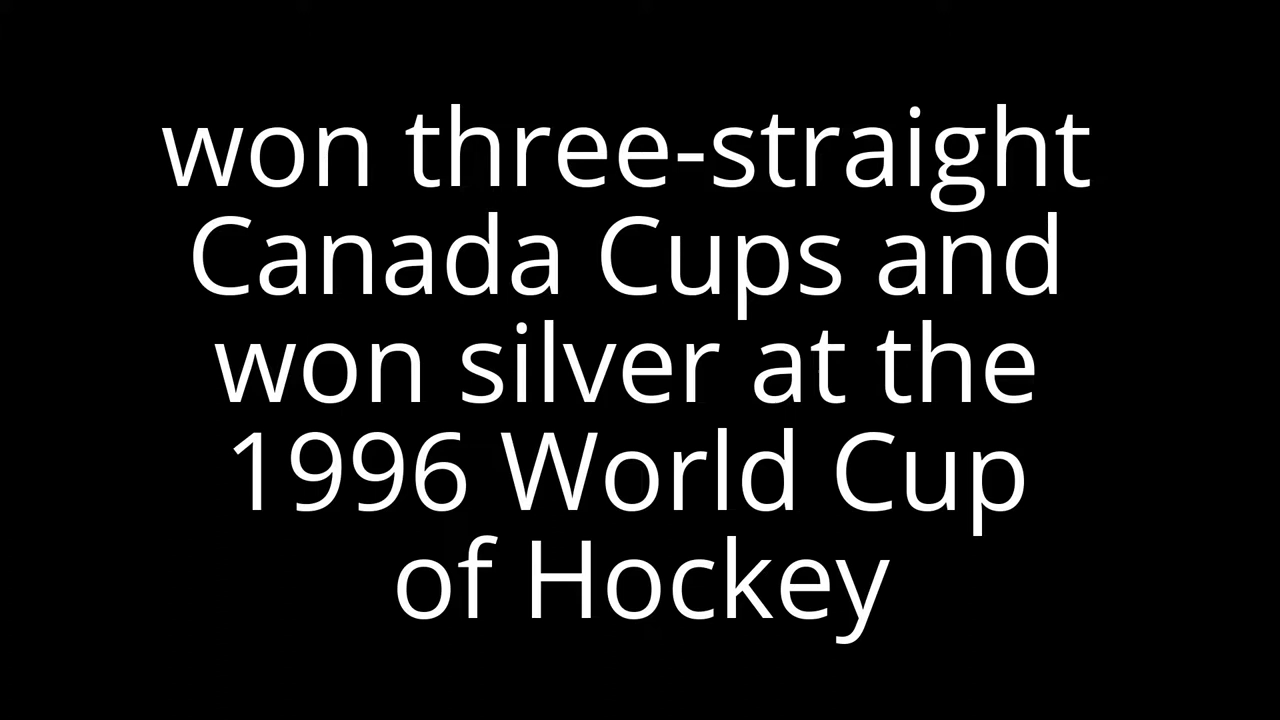 won three-straight
Canada Cups and
won silver at the
1996 World Cup
of Hockey